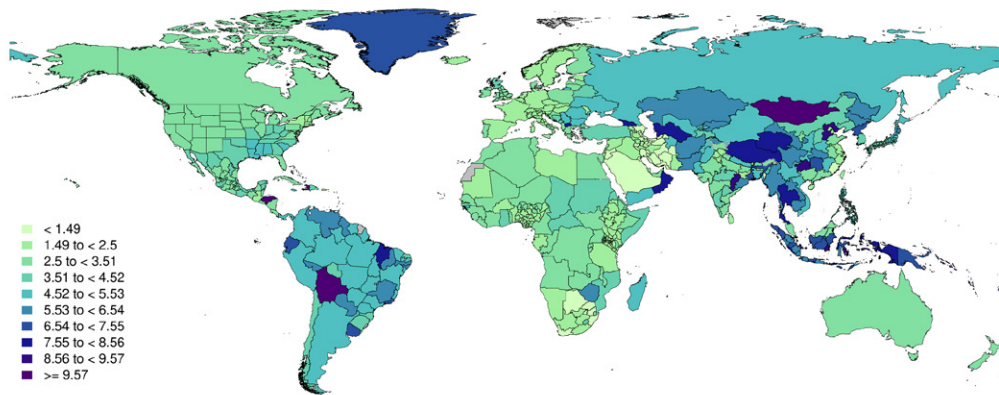 < 1.49
1.49 to < 2.5
2.5 to < 3.51
3.51 to < 4.52
4.52 to < 5.53
5.53 to < 6.54
6.54 to < 7.55
7.55 to < 8.56
8.56 to < 9.57
>= 9.57